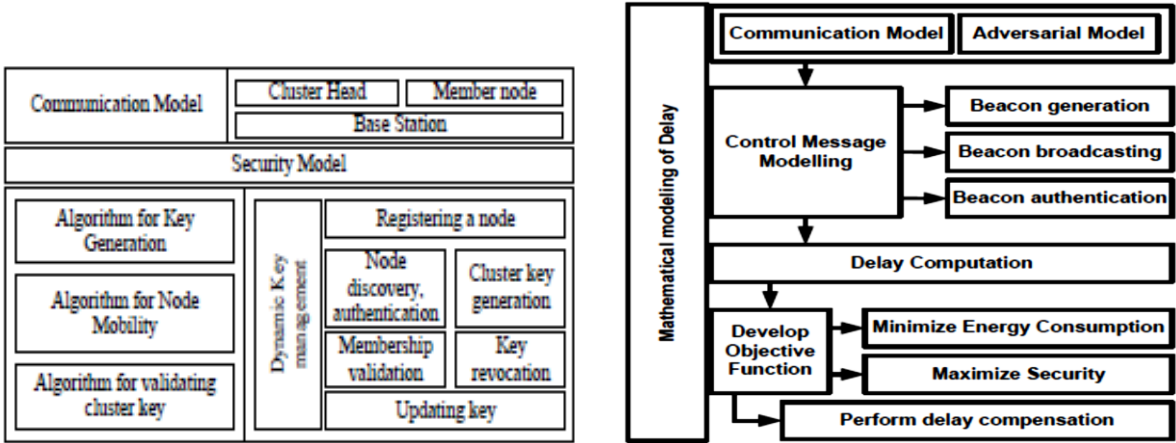 Communication Model
Cluster Head
Member node
Base Station
Security Model
Algorithm for Key
Generation
Algorithm for Node
Mobility
Algorithm for validating
cluster key
Dynamic Key
management
Registering a node
Node
discovery,
authentication
Cluster key
generation
Membership
validation
Key
revocation
Updating key
Mathematical modeling of Delay
Communication Model
Adversarial Model
Control Message
Modelling
Beacon generation
Beacon broadcasting
Beacon authentication
Delay Computation
Develop
Objective
Function
Minimize Energy Consumption
Maximize Security
Perform delay compensation